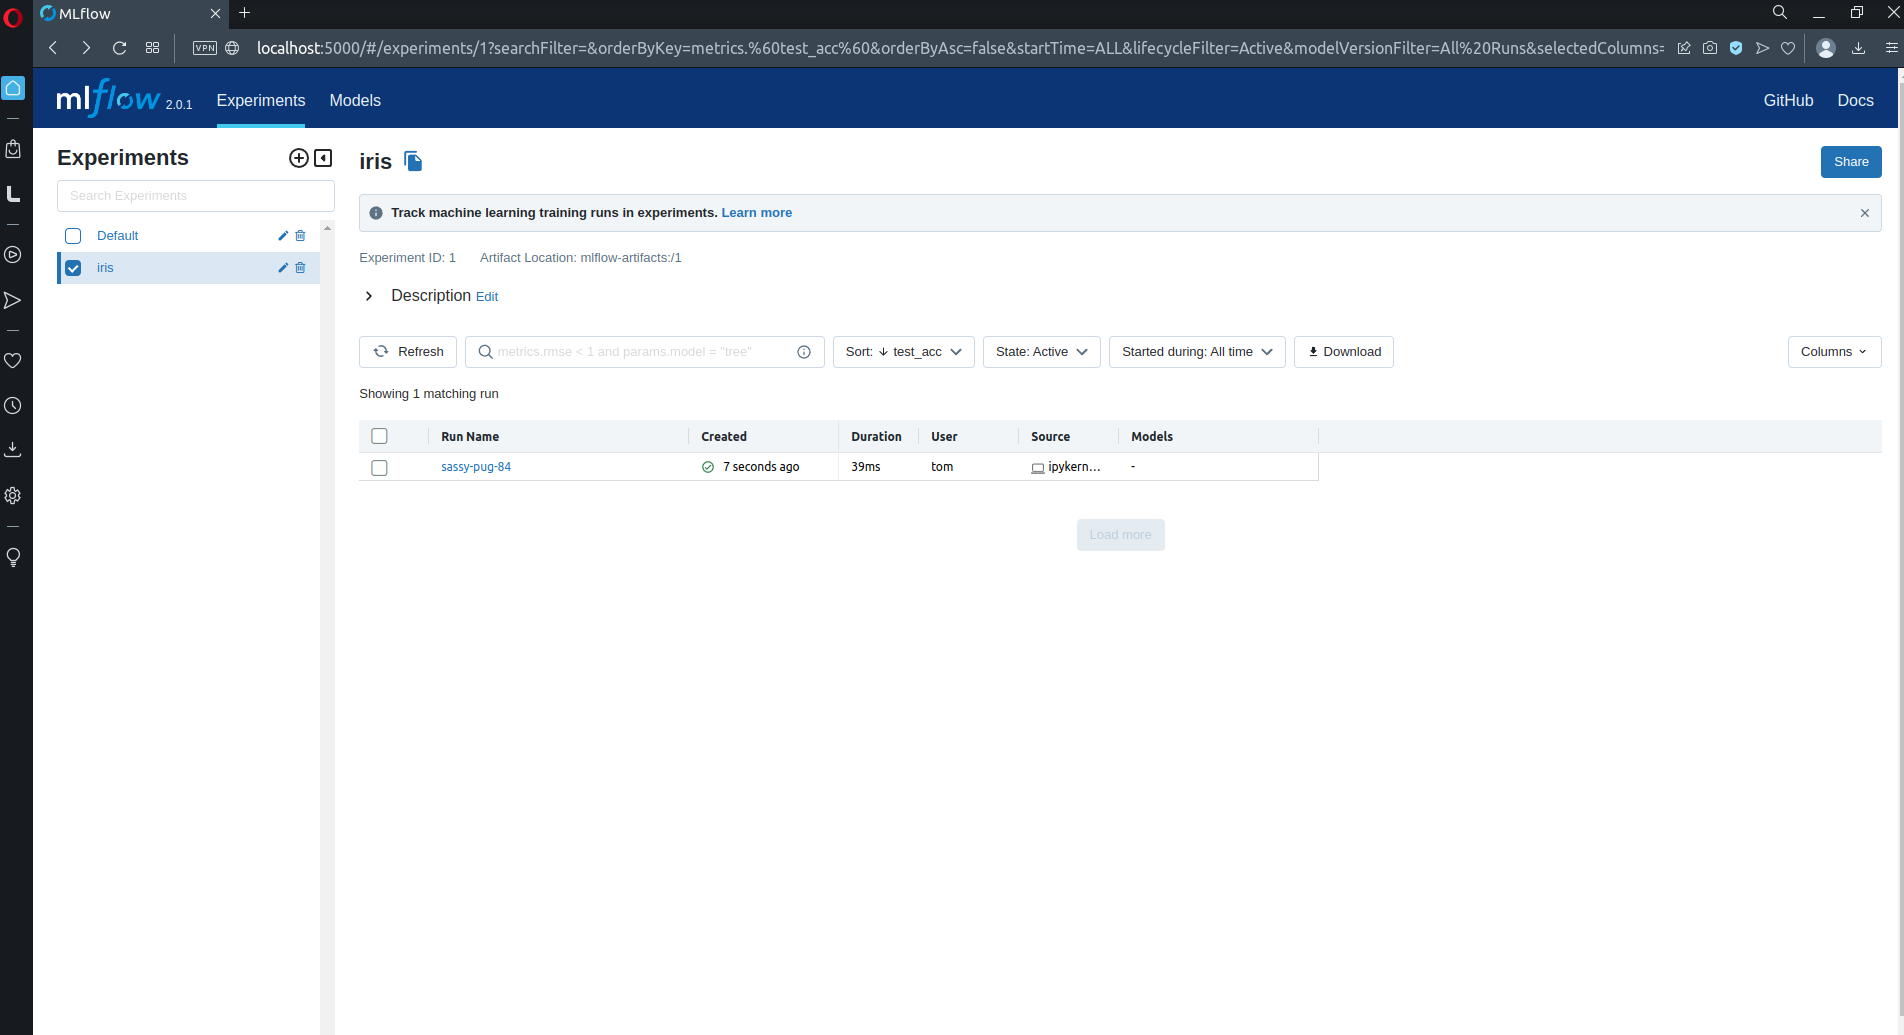 MLflow
VPN
localhost:5000/#/experiments/1?searchFilter=&orderByKey=metrics.%60test_acc%60&orderByAsc=false&startTime=ALL&lifecycleFilter=Active&modelVersionFilter=All%20Runs&selectedColumns=
mlflow 2.0.1 Experiments Models GitHub Docs
Experiments
Search Experiments
Default
iris
iris
Share
Track machine learning training runs in experiments. Learn more
Experiment ID: 1 Artifact Location: mlflow-artifacts:/1
Description Edit
Refresh metrics.rmse < 1 and params.model = "tree" Sort: ↓ test_acc State: Active Started during: All time Download Columns
Showing 1 matching run
Run Name Created Duration User Source Models
sassy-pug-84 7 seconds ago 39ms tom ipykern... -
Load more